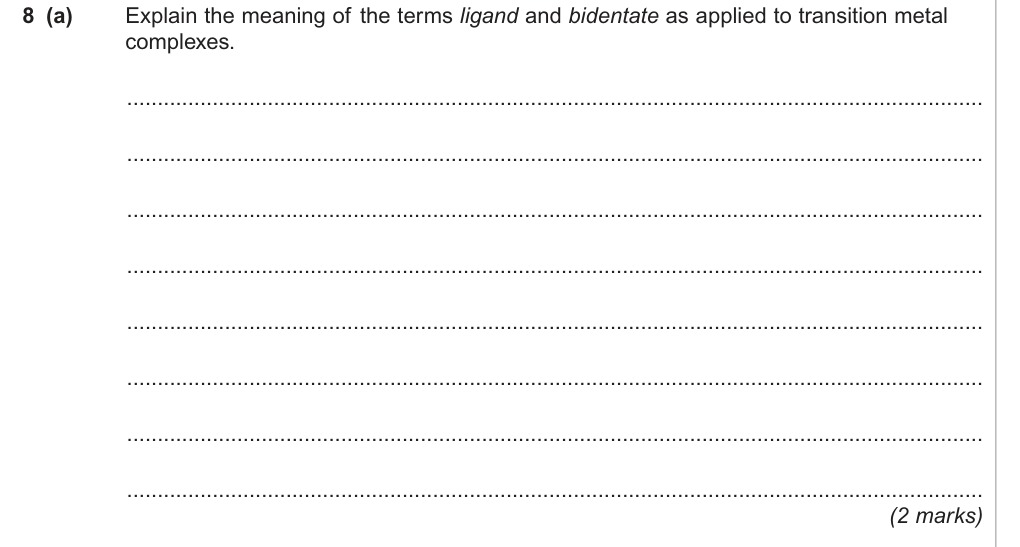 8 (a) Explain the meaning of the terms ligand and bidentate as applied to transition metal
complexes.
(2 marks)